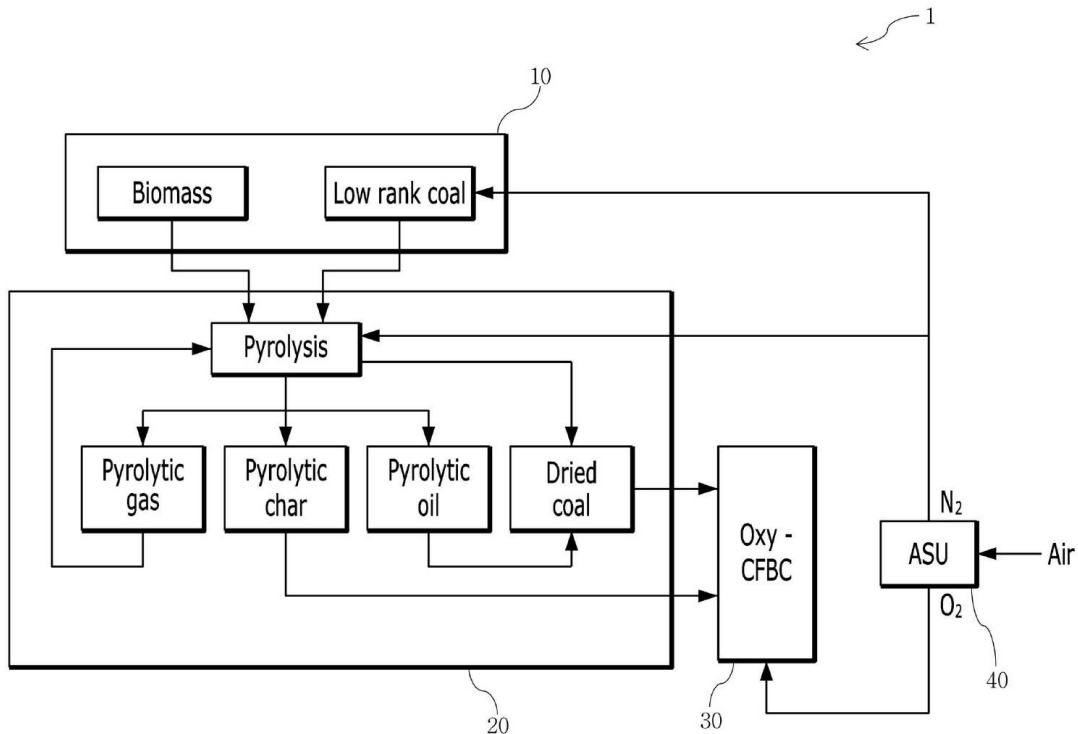 1
10
Biomass
Low rank coal
Pyrolysis
Pyrolytic
gas
Pyrolytic
char
Pyrolytic
oil
Dried
coal
Oxy -
CFBC
N₂
ASU
Air
O₂
20
30
40